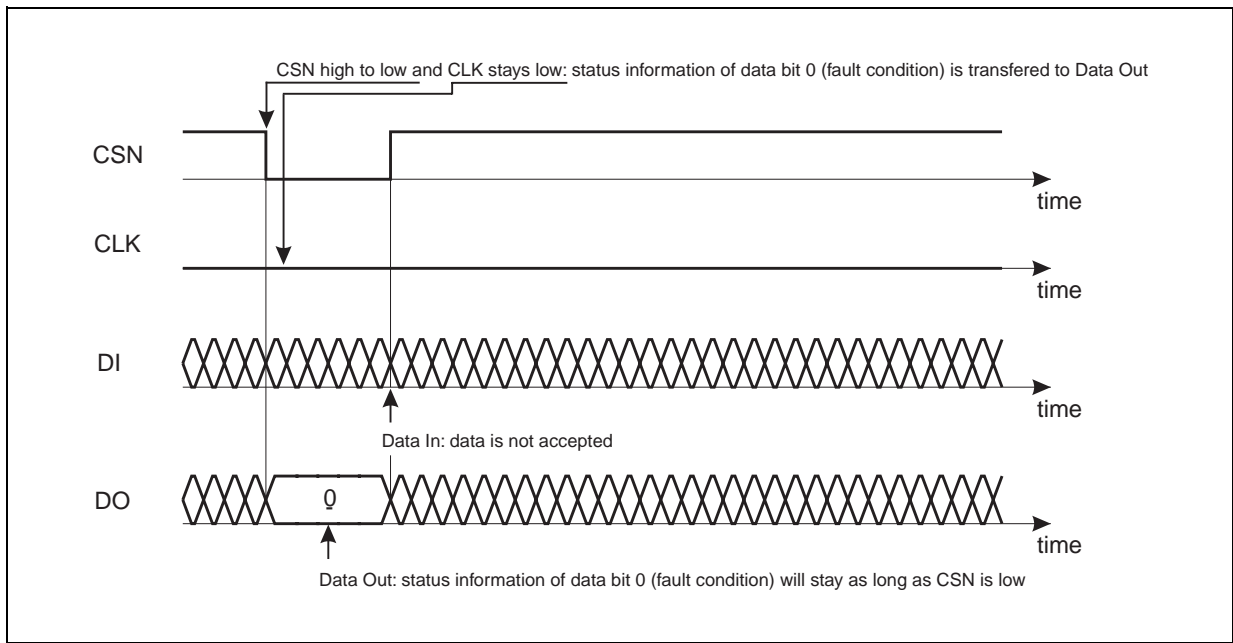 CSN high to low and CLK stays low: status information of data bit 0 (fault condition) is transfered to Data Out
CSN
time
CLK
time
DI
time
Data In: data is not accepted
DO
0
time
Data Out: status information of data bit 0 (fault condition) will stay as long as CSN is low